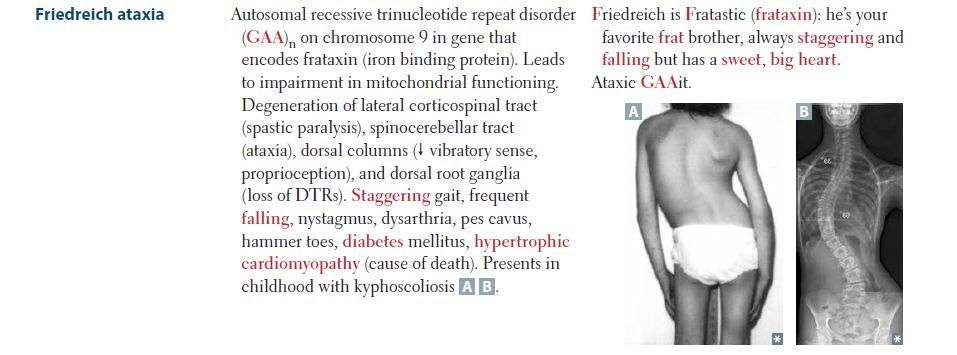 Friedreich ataxia
Autosomal recessive trinucleotide repeat disorder
(GAA)n on chromosome 9 in gene that
encodes frataxin (iron binding protein). Leads
to impairment in mitochondrial functioning.
Degeneration of lateral corticospinal tract
(spastic paralysis), spinocerebellar tract
(ataxia), dorsal columns (↓ vibratory sense,
proprioception), and dorsal root ganglia
(loss of DTRs). Staggering gait, frequent
falling, nystagmus, dysarthria, pes cavus,
hammer toes, diabetes mellitus, hypertrophic
cardiomyopathy (cause of death). Presents in
childhood with kyphoscoliosis A B.
Friedreich is Fratastic (frataxin): he's your
favorite frat brother, always staggering and
falling but has a sweet, big heart.
Ataxic GAAit.
A
B
*
*